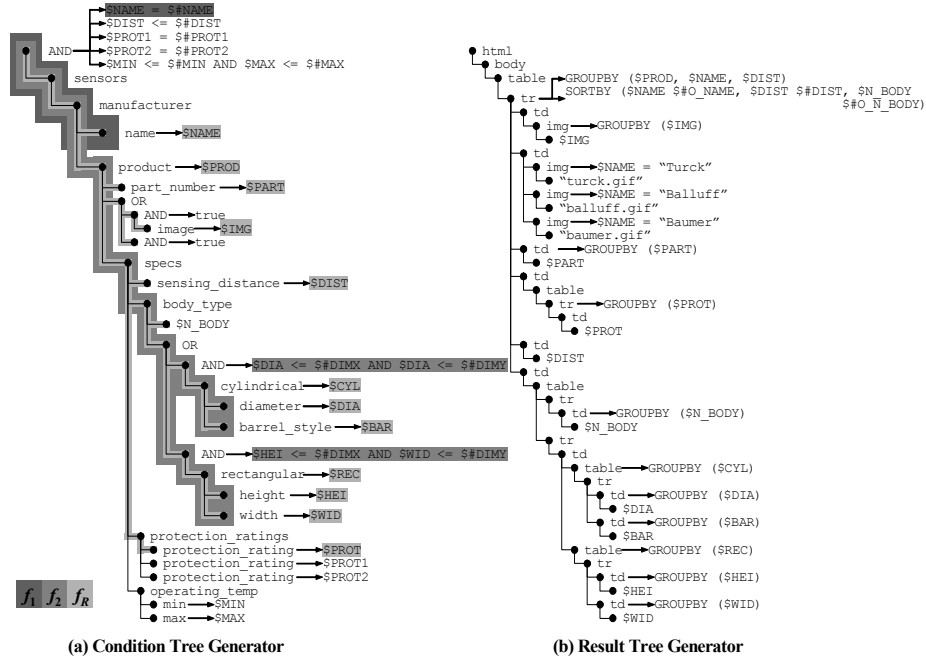 $NAME = $#NAME
$DIST <= $#DIST
$PROT1 = $#PROT1
AND $PROT2 = $#PROT2
$MIN <= $#MIN AND $MAX <= $#MAX
sensors
manufacturer
name $NAME
product $PROD
part_number $PART
OR
AND true
image $IMG
AND true
specs
sensing_distance $DIST
body_type
$N_BODY
OR
AND $DIA <= $#DIMX AND $DIA <= $#DIMY
cylindrical $CYL
diameter $DIA
barrel_style $BAR
AND $HEI <= $#DIMX AND $WID <= $#DIMY
rectangular $REC
height $HEI
width $WID
protection_ratings
protection_rating $PROT
protection_rating $PROT1
protection_rating $PROT2
operating_temp
min $MIN
max $MAX
f1 f2 fR
(a) Condition Tree Generator
html
body
table
GROUPBY ($PROD, $NAME, $DIST)
tr SORTBY ($NAME $#O_NAME, $DIST $#DIST, $N_BODY
$#O_N_BODY)
td
img GROUPBY ($IMG)
$IMG
td
img $NAME = “Turck”
“turck.gif”
img $NAME = “Balluff”
“balluff.gif”
img $NAME = “Baumer”
“baumer.gif”
td GROUPBY ($PART)
$PART
td
table
tr GROUPBY ($PROT)
td
$PROT
td
$DIST
td
table
tr
td GROUPBY ($N_BODY)
$N_BODY
tr
td
table GROUPBY ($CYL)
tr
td GROUPBY ($DIA)
$DIA
td GROUPBY ($BAR)
$BAR
table GROUPBY ($REC)
tr
td GROUPBY ($HEI)
$HEI
td GROUPBY ($WID)
$WID
(b) Result Tree Generator